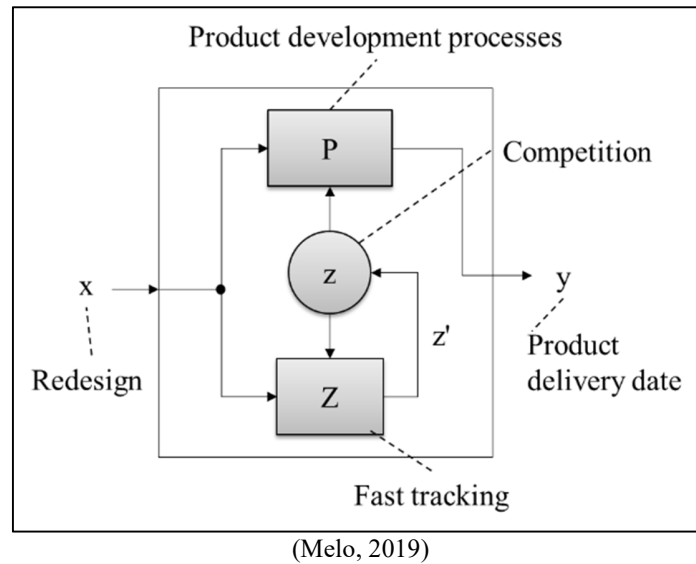 Product development processes
P
Competition
z
x
y
z'
Redesign
Product
delivery date
Z
Fast tracking
(Melo, 2019)